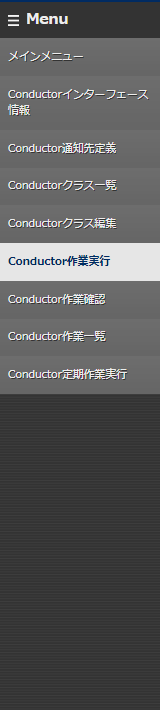 Menu
メインメニュー
Conductorインターフェース
情報
Conductor通知先定義
Conductorクラス一覧
Conductorクラス編集
Conductor作業実行
Conductor作業確認
Conductor作業一覧
Conductor定期作業実行